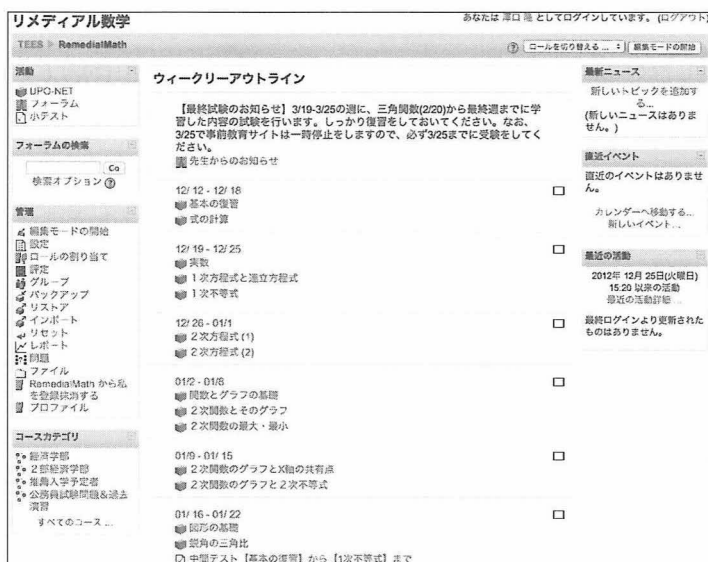 リメディアル数学
あなたは 澤口 隆 としてログインしています。 (ログアウト)
TEES ► RemedialMath
ロールを切り替える ...
編集モードの開始
活動
UPO-NET
フォーラム
小テスト
フォーラムの検索
Go
検索オプション
管理
編集モードの開始
設定
ロールの割り当て
評定
グループ
バックアップ
リストア
インポート
リセット
レポート
問題
ファイル
RemedialMath から私
を登録抹消する
プロファイル
コースカテゴリ
経済学部
2部経済学部
推薦入学予定者
公務員試験問題&過去
演習
すべてのコース ...
ウィークリーアウトライン
【最終試験のお知らせ】3/19-3/25の週に、三角関数(2/20)から最終週までに学
習した内容の試験を行います。しっかり復習をしておいてください。なお、
3/25で事前教育サイトは一時停止をしますので、必ず3/25までに受験をしてく
ださい。
先生からのお知らせ
12/ 12 - 12/ 18
基本の復習
式の計算
12/ 19 - 12/ 25
実数
1次方程式と連立方程式
1次不等式
12/ 26 - 01/1
2次方程式 (1)
2次方程式 (2)
01/2 - 01/8
関数とグラフの基礎
2次関数とそのグラフ
2次関数の最大・最小
01/9 - 01/ 15
2次関数のグラフとX軸の共有点
2次関数のグラフと2次不等式
01/ 16 - 01/ 22
図形の基礎
鋭角の三角比
中間テスト【基本の復習】から【1次不等式】まで
最新ニュース
新しいトピックを追加す
る...
(新しいニュースはありま
せん。)
直近イベント
直近のイベントはありませ
ん。
カレンダーへ移動する...
新しいイベント...
最近の活動
2012年 12月 25日(火曜日)
15:20 以来の活動
最近の活動詳細 ...
最終ログインより更新された
ものはありません。